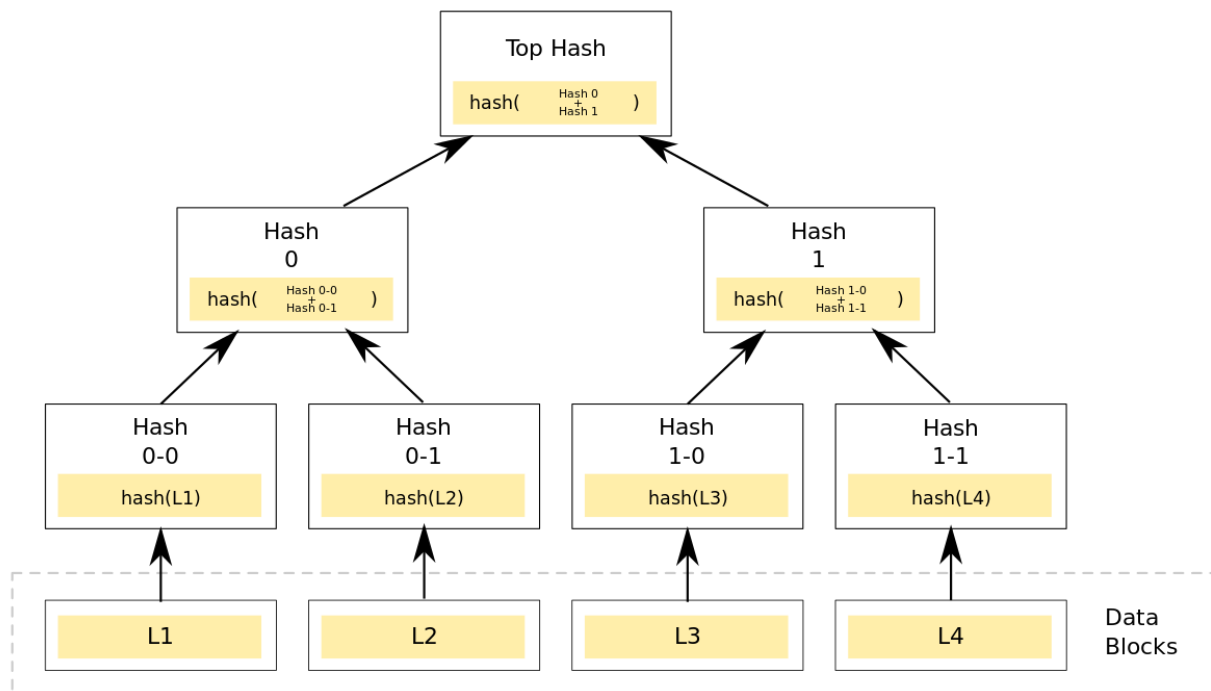 Top Hash
hash( Hash 0 + Hash 1 )
Hash
0
hash( Hash 0-0 + Hash 0-1 )
Hash
1
hash( Hash 1-0 + Hash 1-1 )
Hash
0-0
hash(L1)
Hash
0-1
hash(L2)
Hash
1-0
hash(L3)
Hash
1-1
hash(L4)
L1
L2
L3
L4
Data
Blocks